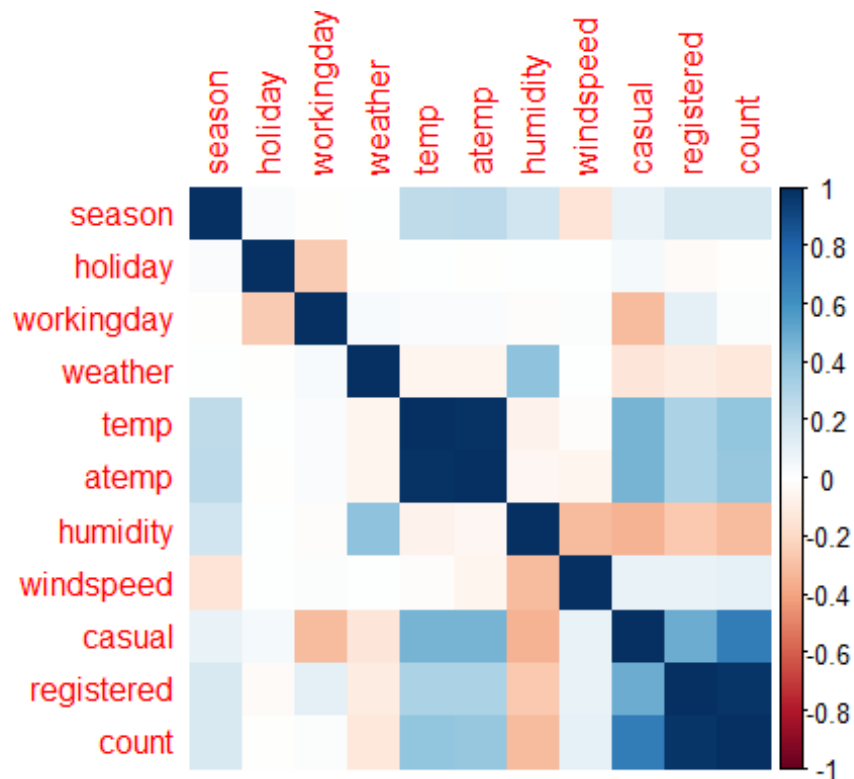 season
holiday
workingday
weather
temp
atemp
humidity
windspeed
casual
registered
count
season
holiday
workingday
weather
temp
atemp
humidity
windspeed
casual
registered
count
1
0.8
0.6
0.4
0.2
0
-0.2
-0.4
-0.6
-0.8
-1